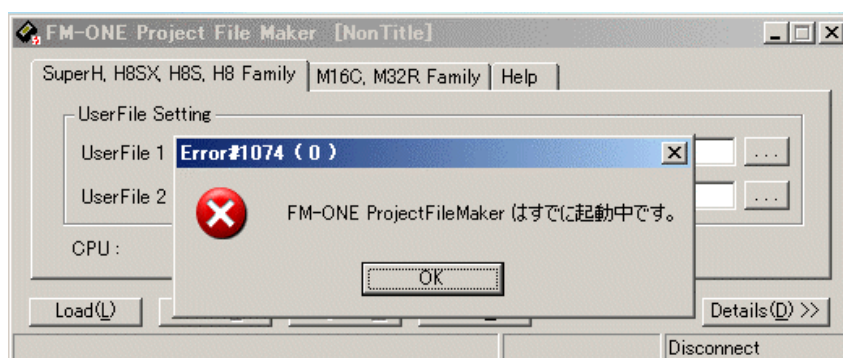 FM-ONE Project File Maker [NonTitle]
SuperH, H8SX, H8S, H8 Family
M16C, M32R Family
Help
UserFile Setting
UserFile 1
...
UserFile 2
...
CPU :
Error#1074 ( 0 )
FM-ONE ProjectFileMaker はすでに起動中です。
OK
Load(L)
Details(D) >>
Disconnect